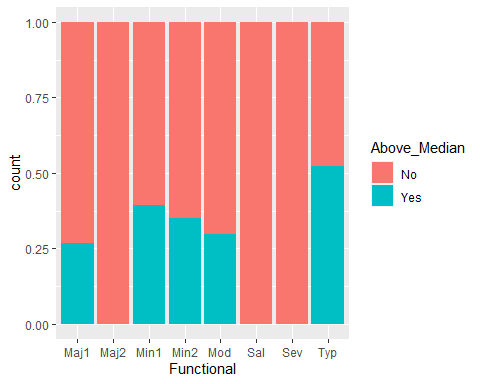 1.00
0.75
0.50
0.25
0.00
count
Maj1 Maj2 Min1 Min2 Mod Sal Sev Typ
Functional
Above_Median
No
Yes